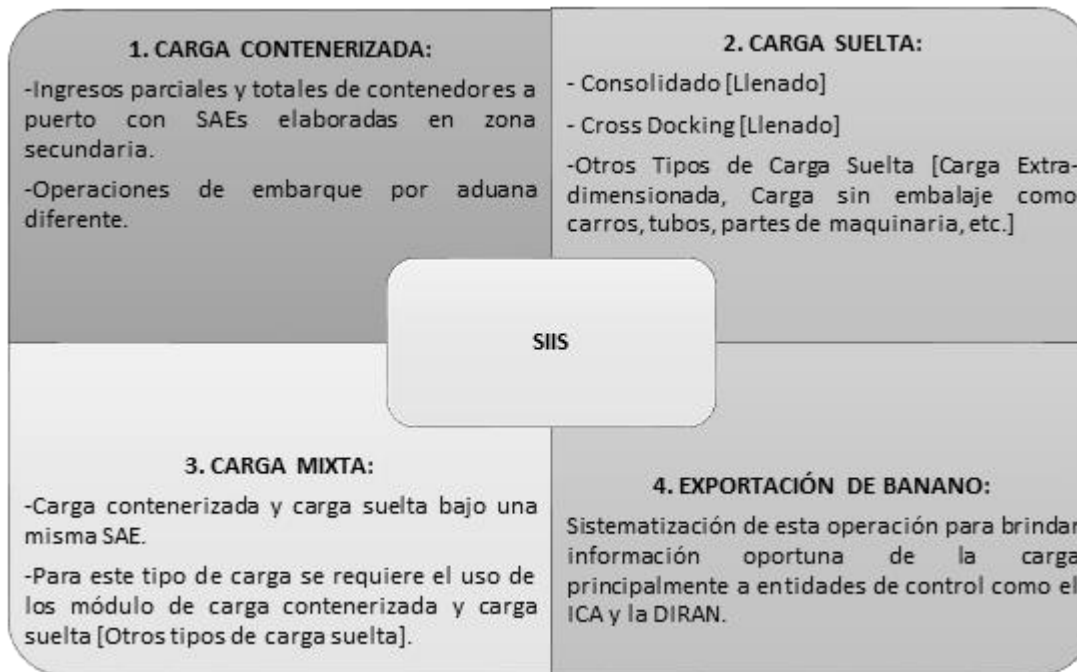 1. CARGA CONTENERIZADA:
-Ingresos parciales y totales de contenedores a
puerto con SAEs elaboradas en zona
secundaria.
-Operaciones de embarque por aduana
diferente.
2. CARGA SUELTA:
- Consolidado [Llenado]
- Cross Docking [Llenado]
-Otros Tipos de Carga Suelta [Carga Extra-
dimensionada, Carga sin embalaje como
carros, tubos, partes de maquinaria, etc.]
SIIS
3. CARGA MIXTA:
-Carga contenerizada y carga suelta bajo una
misma SAE.
-Para este tipo de carga se requiere el uso de
los módulo de carga contenerizada y carga
suelta [Otros tipos de carga suelta].
4. EXPORTACIÓN DE BANANO:
Sistematización de esta operación para brindar
información oportuna de la carga
principalmente a entidades de control como el
ICA y la DIRAN.